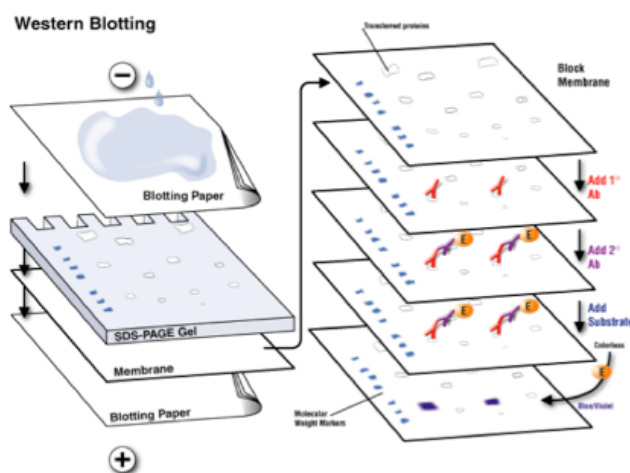 Western Blotting
−
Blotting Paper
SDS-PAGE Gel
Membrane
Blotting Paper
+
Transferred proteins
Block
Membrane
Add 1°
Ab
E
E
Add 2°
Ab
E
E
Add
Substrate
Colorless
E
Blue/Violet
Molecular
Weight Markers